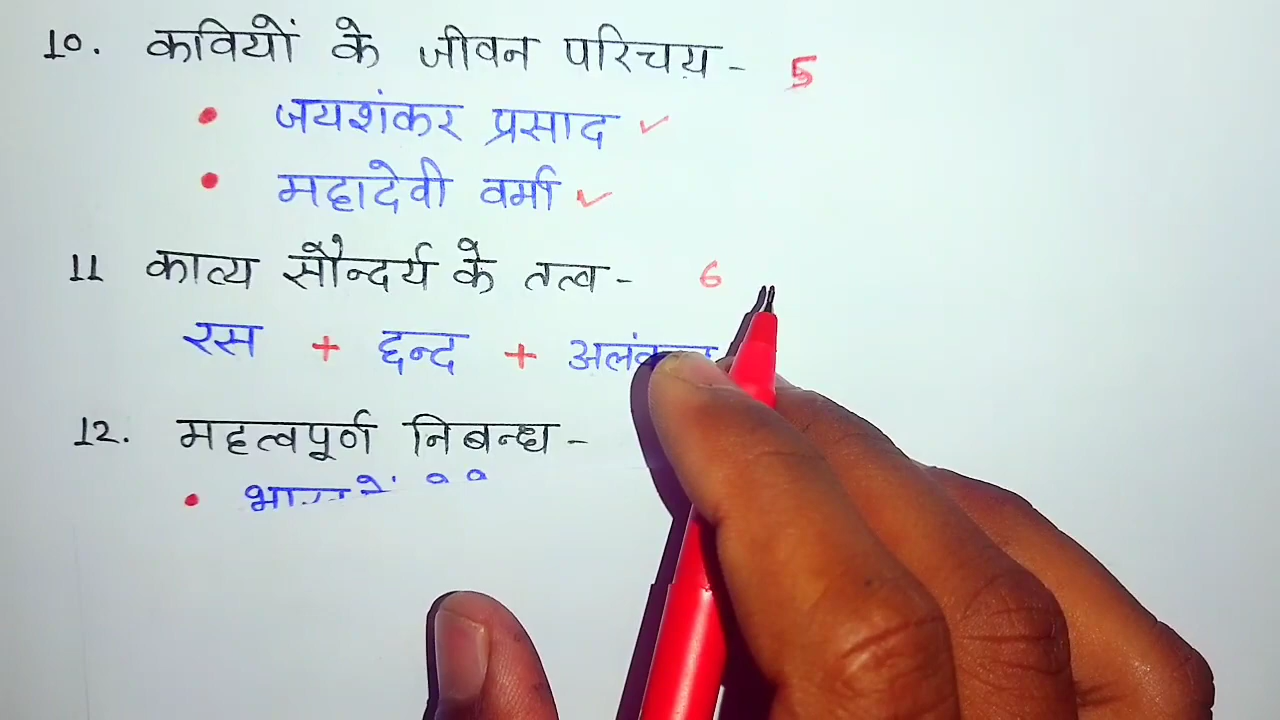 10. कवियों के जीवन परिचय - 5
• जयशंकर प्रसाद ✓
• महादेवी वर्मा ✓
11 काव्य सौन्दर्य के तत्व - 6
रस + छन्द +
12. महत्वपूर्ण निबन्ध -
•